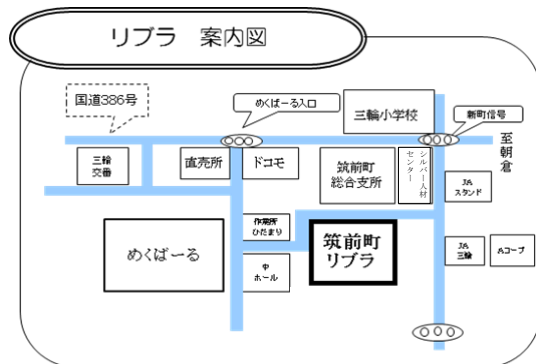 リブラ　案内図
国道386号
めくばーる入口
三輪小学校
新町信号
至朝倉
三輪
交番
直売所
ドコモ
筑前町
総合支所
シルバー人材
センター
JA
スタンド
作業所
ひだまり
めくばーる
ホール
筑前町
リブラ
JA
三輪
Aコープ